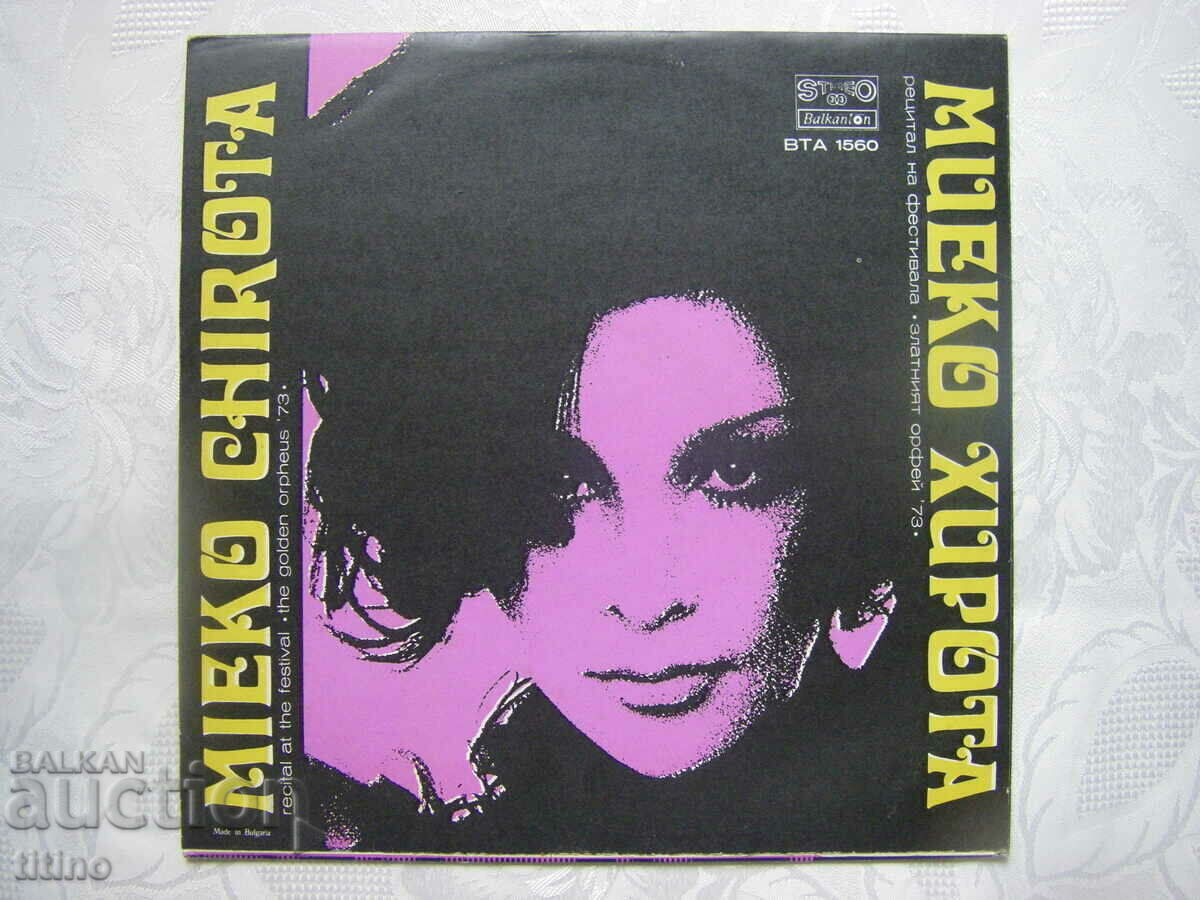 MIEKO CHIROTA
recital at the festival • the golden orpheus '73 •
Made in Bulgaria
STEREO
33
Balkanton
ВТА 1560
МИЕКО ХИРОТА
рецитал на фестивала • златният орфей '73 •
BALKAN
auction
titino